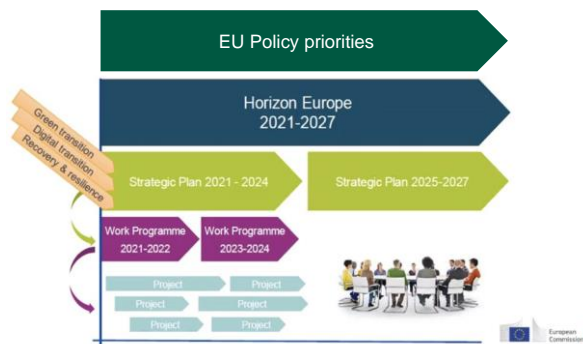 EU Policy priorities
Horizon Europe
2021-2027
Green transition
Digital transition
Recovery & resilience
Strategic Plan 2021 - 2024
Strategic Plan 2025-2027
Work Programme
2021-2022
Work Programme
2023-2024
Project
Project
Project
Project
Project
Project
European
Commission